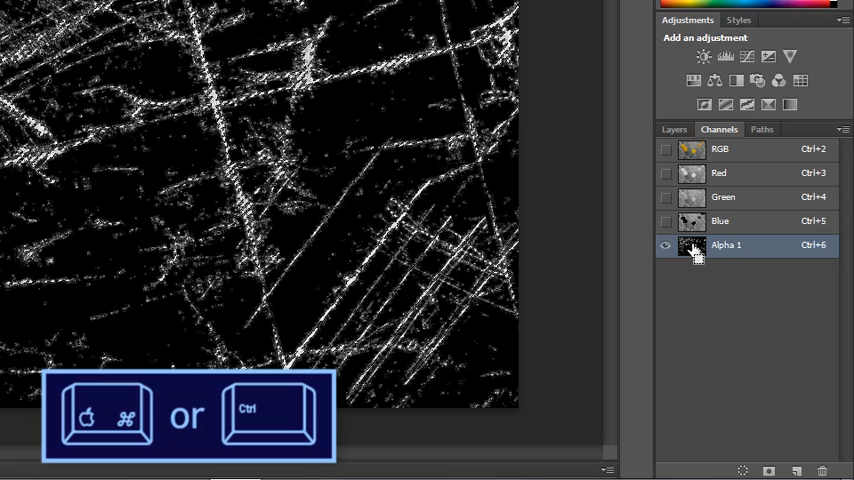 Adjustments Styles
Add an adjustment
Layers Channels Paths
RGB Ctrl+2
Red Ctrl+3
Green Ctrl+4
Blue Ctrl+5
Alpha 1 Ctrl+6
⌘ or Ctrl